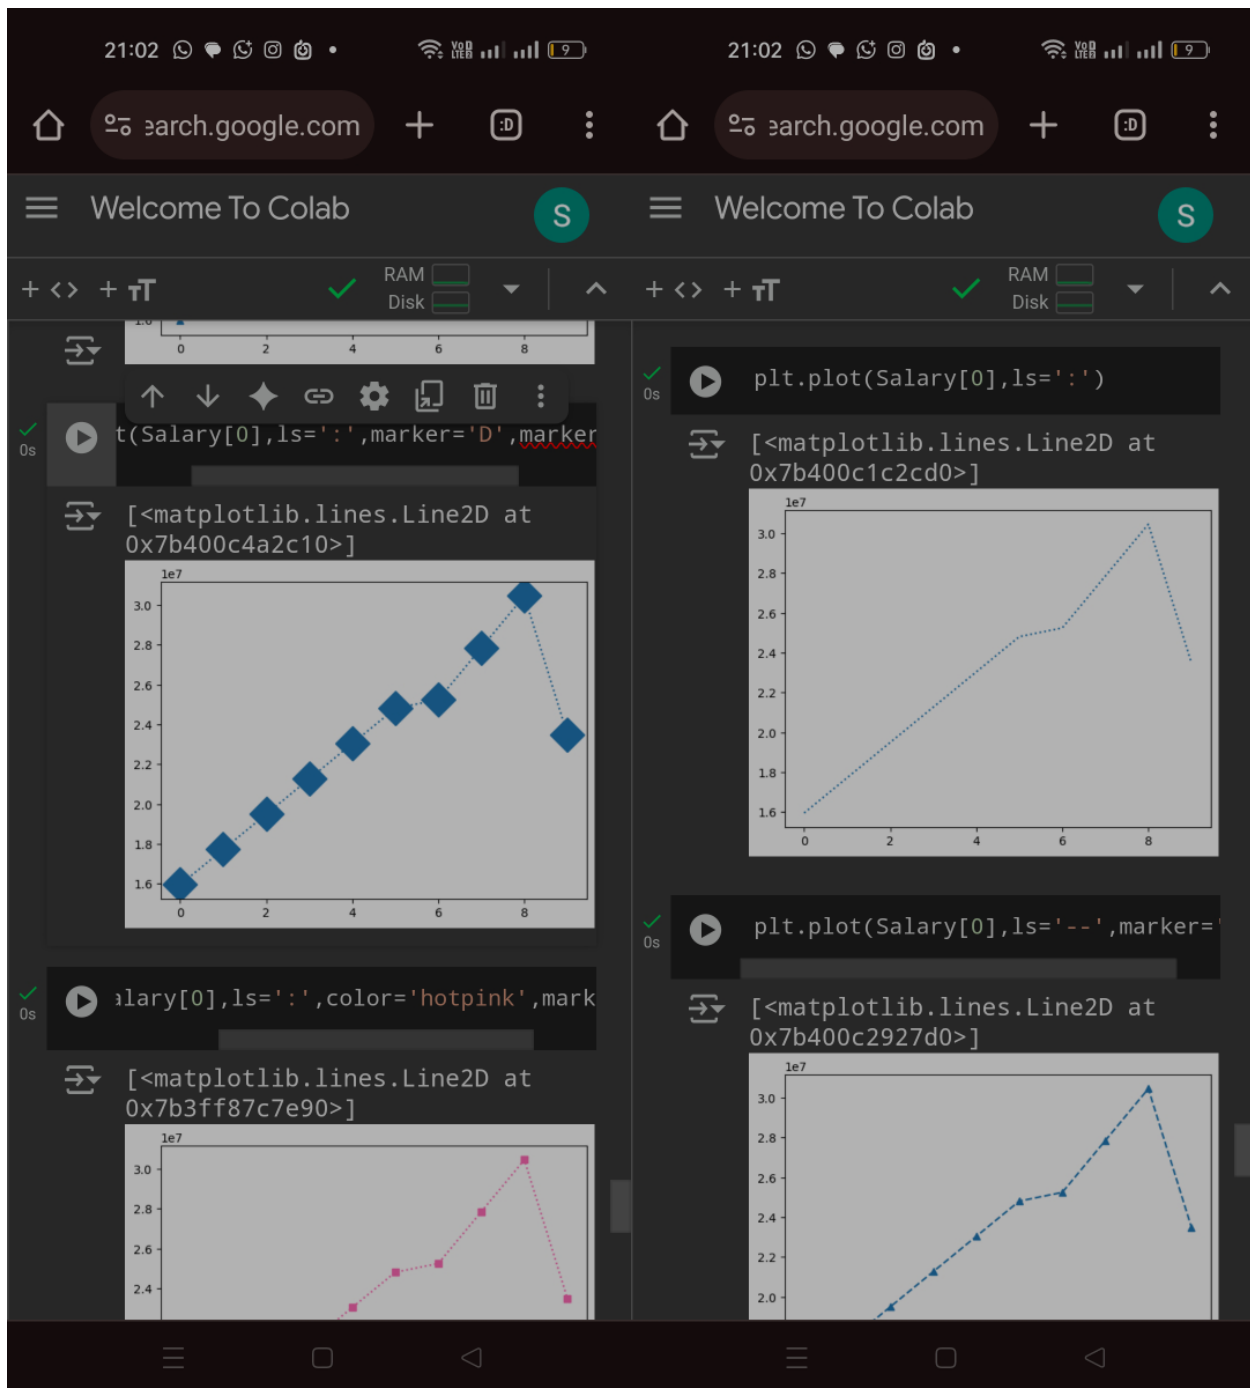 21:02
VoD
LTED
9
earch.google.com
:D
Welcome To Colab
S
RAM
Disk
1.0
0 2 4 6 8
t(Salary[0],ls=':',marker='D',marker
0s
[<matplotlib.lines.Line2D at
0x7b400c4a2c10>]
1e7
3.0
2.8
2.6
2.4
2.2
2.0
1.8
1.6
0 2 4 6 8
alary[0],ls=':',color='hotpink',mark
0s
[<matplotlib.lines.Line2D at
0x7b3ff87c7e90>]
1e7
3.0
2.8
2.6
2.4
21:02
VoD
LTED
9
earch.google.com
:D
Welcome To Colab
S
RAM
Disk
plt.plot(Salary[0],ls=':')
0s
[<matplotlib.lines.Line2D at
0x7b400c1c2cd0>]
1e7
3.0
2.8
2.6
2.4
2.2
2.0
1.8
1.6
0 2 4 6 8
plt.plot(Salary[0],ls='--',marker='
0s
[<matplotlib.lines.Line2D at
0x7b400c2927d0>]
1e7
3.0
2.8
2.6
2.4
2.2
2.0